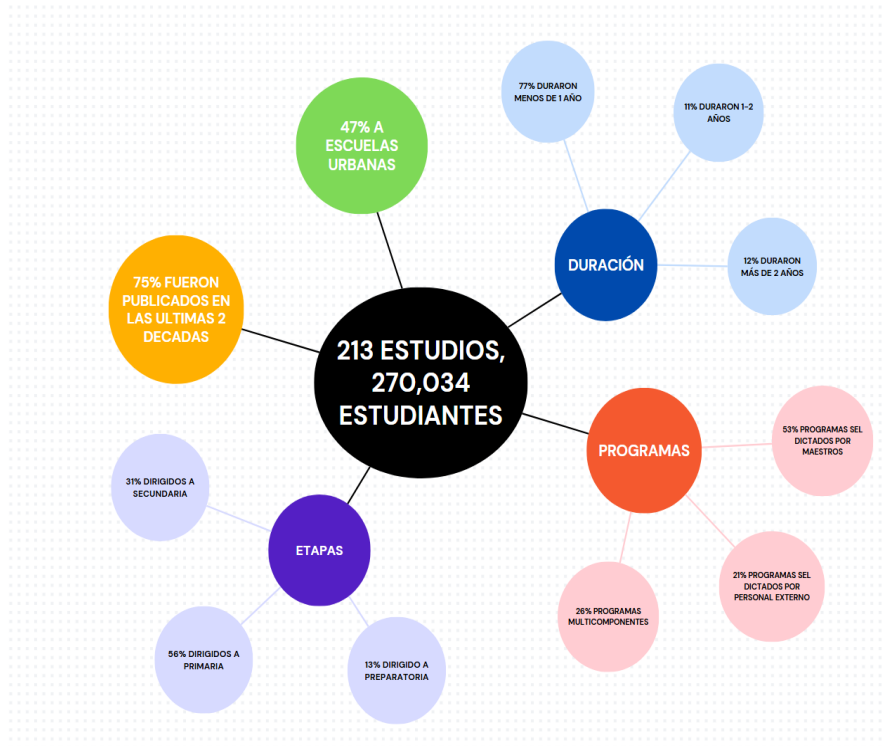 77% DURARON
MENOS DE 1 AÑO
11% DURON 1-2
AÑOS
47% A
ESCUELAS
URBANAS
DURACIÓN
12% DURARON
MÁS DE 2 AÑOS
75% FUERON
PUBLICADOS EN
LAS ULTIMAS 2
DECADAS
213 ESTUDIOS,
270,034
ESTUDIANTES
PROGRAMAS
53% PROGRAMAS SEL
DICTADOS POR
MAESTROS
31% DIRIGIDOS A
SECUNDARIA
ETAPAS
21% PROGRAMAS SEL
DICTADOS POR
PERSONAL EXTERNO
26% PROGRAMAS
MULTICOMPONENTES
56% DIRIGIDOS A
PRIMARIA
13% DIRIGIDO A
PREPARATORIA